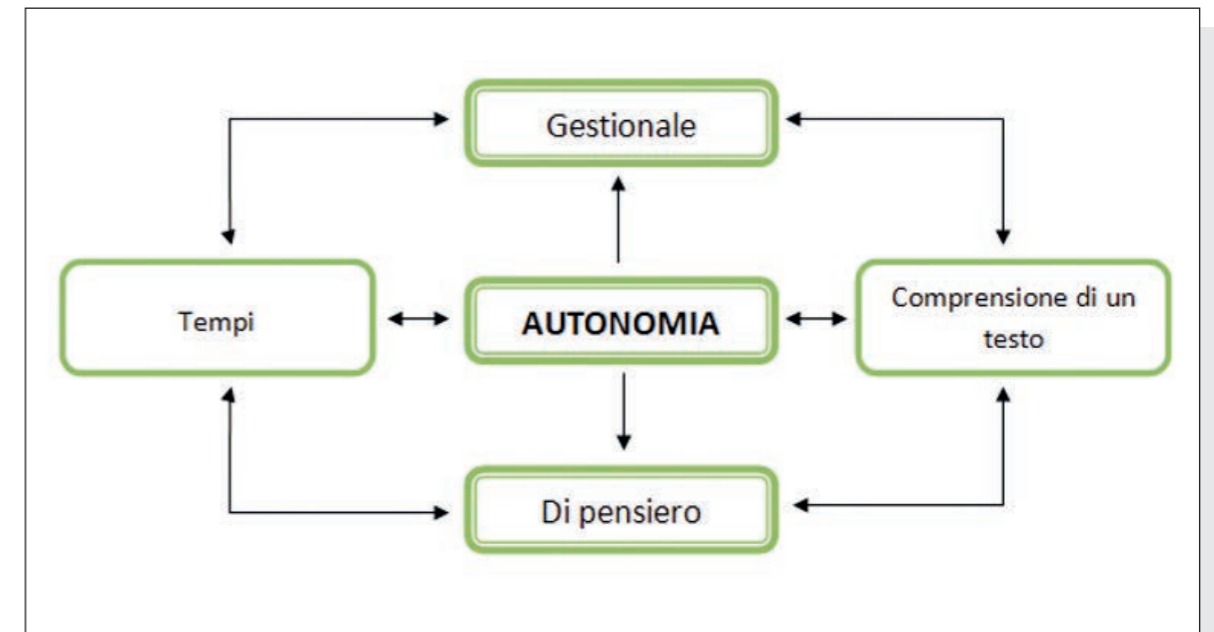 Gestionale
Tempi
AUTONOMIA
Comprensione di un
testo
Di pensiero